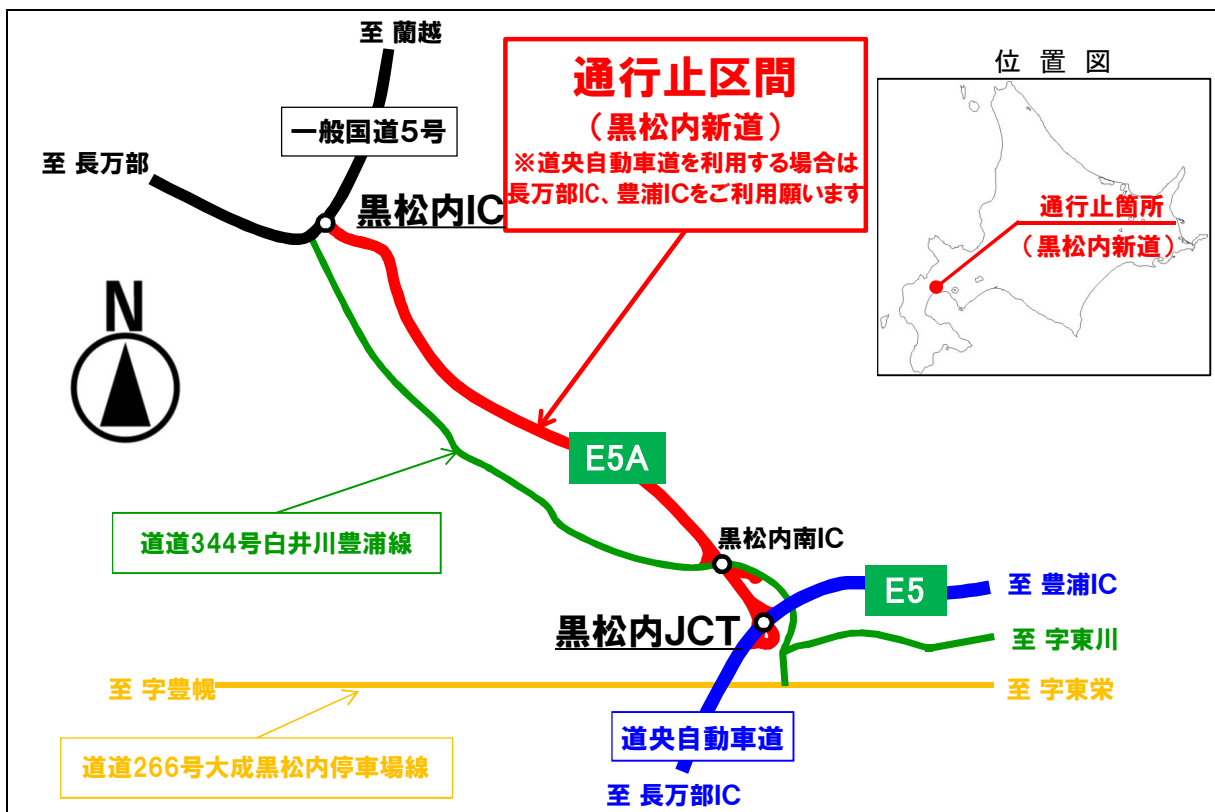 至 蘭越
一般国道5号
至 長万部
黒松内IC
通行止区間
（黒松内新道）
※道央自動車道を利用する場合は
長万部IC、豊浦ICをご利用願います
位 置 図
通行止箇所
（黒松内新道）
N
E5A
道道344号白井川豊浦線
黒松内南IC
E5
至 豊浦IC
黒松内JCT
至 字東川
至 字豊幌
至 字東栄
道央自動車道
道道266号大成黒松内停車場線
至 長万部IC